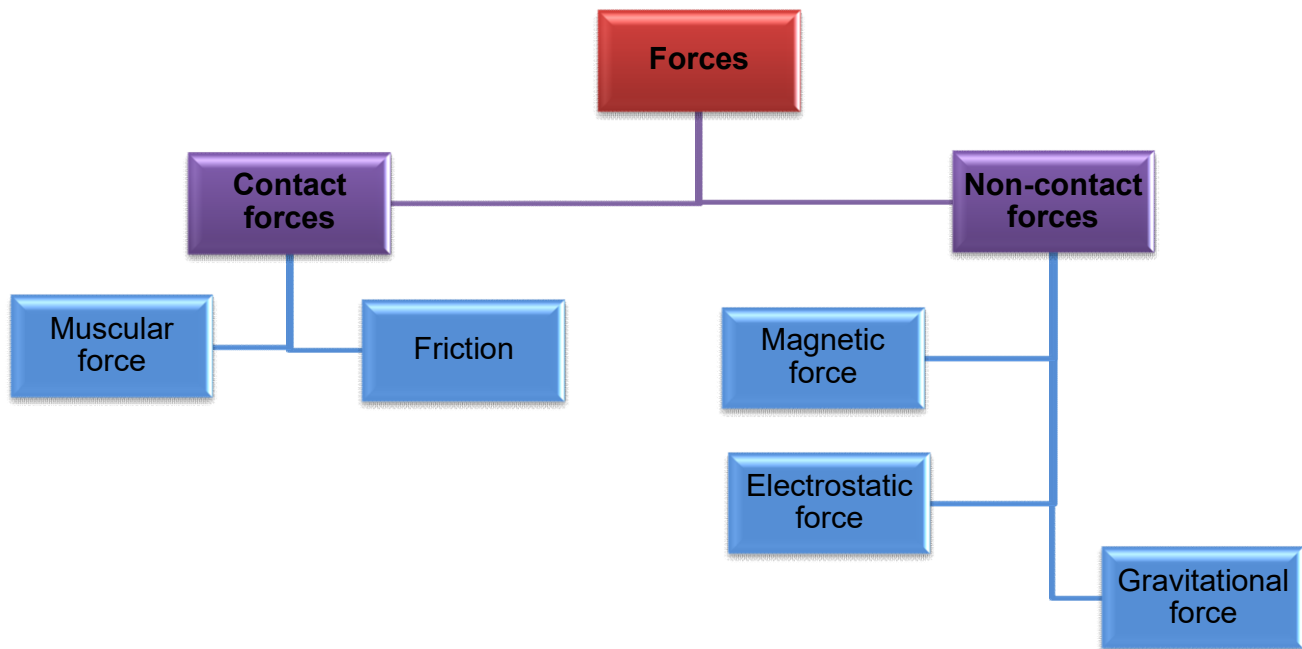 Forces
Contact
forces
Non-contact
forces
Muscular
force
Friction
Magnetic
force
Electrostatic
force
Gravitational
force